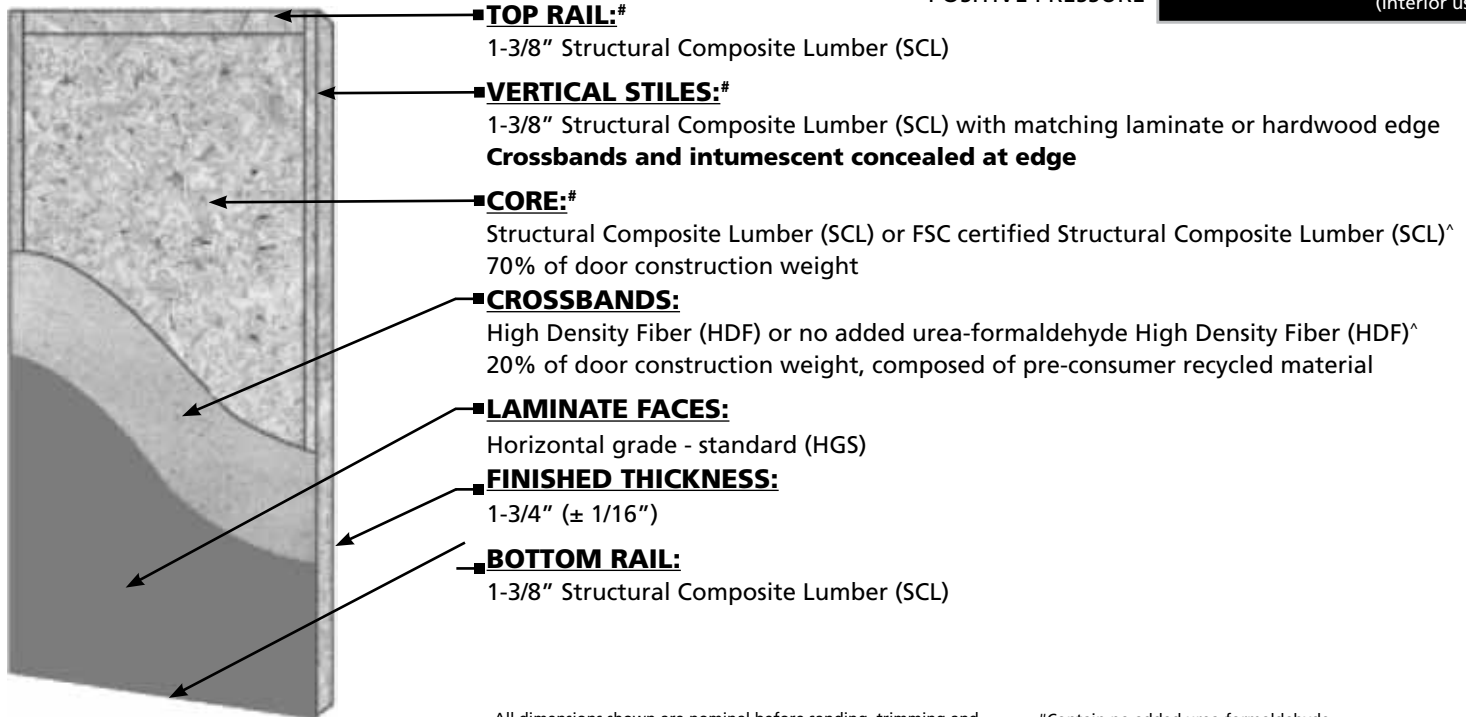 (interior us
TOP RAIL:#
1-3/8" Structural Composite Lumber (SCL)
VERTICAL STILES:#
1-3/8" Structural Composite Lumber (SCL) with matching laminate or hardwood edge
Crossbands and intumescent concealed at edge
CORE:#
Structural Composite Lumber (SCL) or FSC certified Structural Composite Lumber (SCL)^
70% of door construction weight
CROSSBANDS:
High Density Fiber (HDF) or no added urea-formaldehyde High Density Fiber (HDF)^
20% of door construction weight, composed of pre-consumer recycled material
LAMINATE FACES:
Horizontal grade - standard (HGS)
FINISHED THICKNESS:
1-3/4" (± 1/16")
BOTTOM RAIL:
1-3/8" Structural Composite Lumber (SCL)